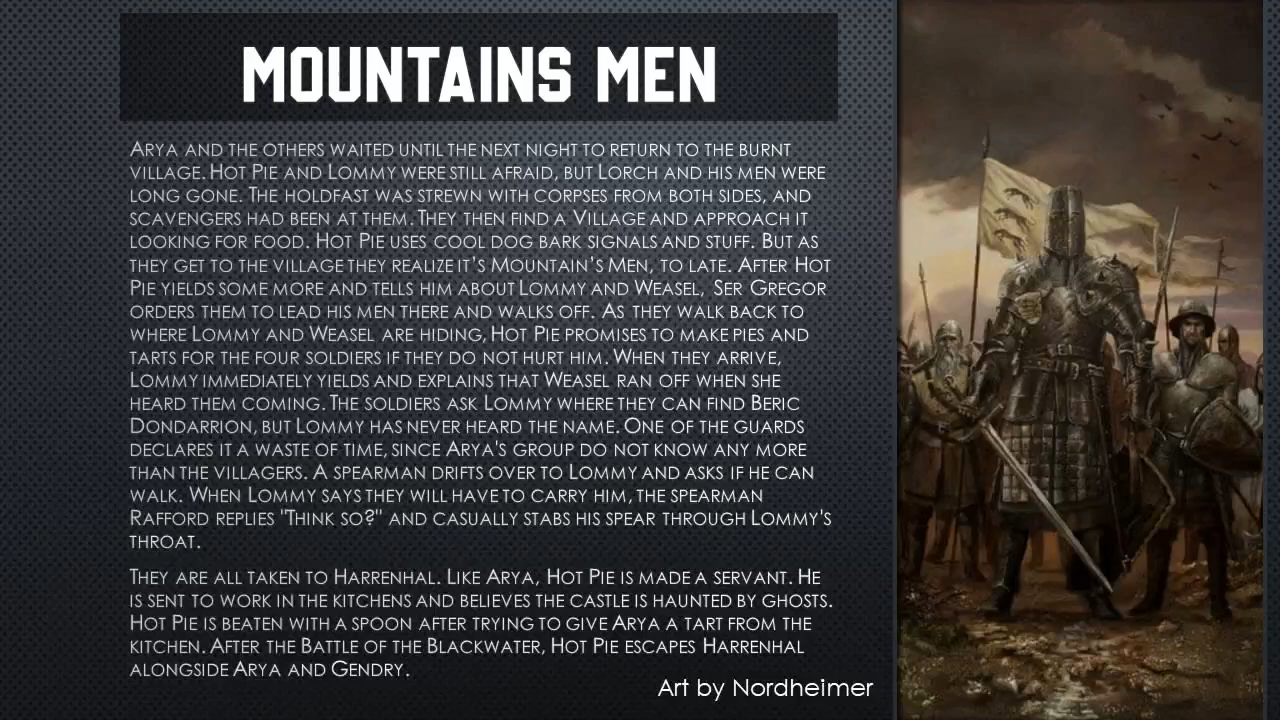 MOUNTAINS MEN
Arya and the others waited until the next night to return to the burnt
village. Hot Pie and Lommy were still afraid, but Lorch and his men were
long gone. The holdfast was strewn with corpses from both sides, and
scavengers had been at them. They then find a Village and approach it
looking for food. Hot Pie uses cool dog bark signals and stuff. But as
they get to the village they realize it's Mountain's Men, to late. After Hot
Pie yields some more and tells him about Lommy and Weasel, Ser Gregor
orders them to lead his men there and walks off. As they walk back to
where Lommy and Weasel are hiding, Hot Pie promises to make pies and
tarts for the four soldiers if they do not hurt him. When they arrive,
Lommy immediately yields and explains that Weasel ran off when she
heard them coming. The soldiers ask Lommy where they can find Beric
Dondarrion, but Lommy has never heard the name. One of the guards
declares it a waste of time, since Arya's group do not know any more
than the villagers. A spearman drifts over to Lommy and asks if he can
walk. When Lommy says they will have to carry him, the spearman
Rafford replies "Think so?" and casually stabs his spear through Lommy's
throat.
They are all taken to Harrenhal. Like Arya, Hot Pie is made a servant. He
is sent to work in the kitchens and believes the castle is haunted by ghosts.
Hot Pie is beaten with a spoon after trying to give Arya a tart from the
kitchen. After the Battle of the Blackwater, Hot Pie escapes Harrenhal
alongside Arya and Gendry.
Art by Nordheimer